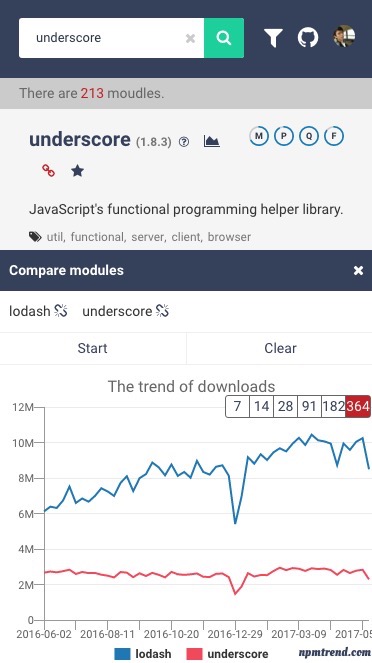 underscore
There are 213 moudles.
underscore (1.8.3)
M P Q F
JavaScript's functional programming helper library.
util, functional, server, client, browser
Compare modules
lodash underscore
Start Clear
The trend of downloads
7 14 28 91 182 364
12M
10M
8M
6M
4M
2M
0
2016-06-02 2016-08-11 2016-10-20 2016-12-29 2017-03-09 2017-05
lodash underscore
npmtrend.com